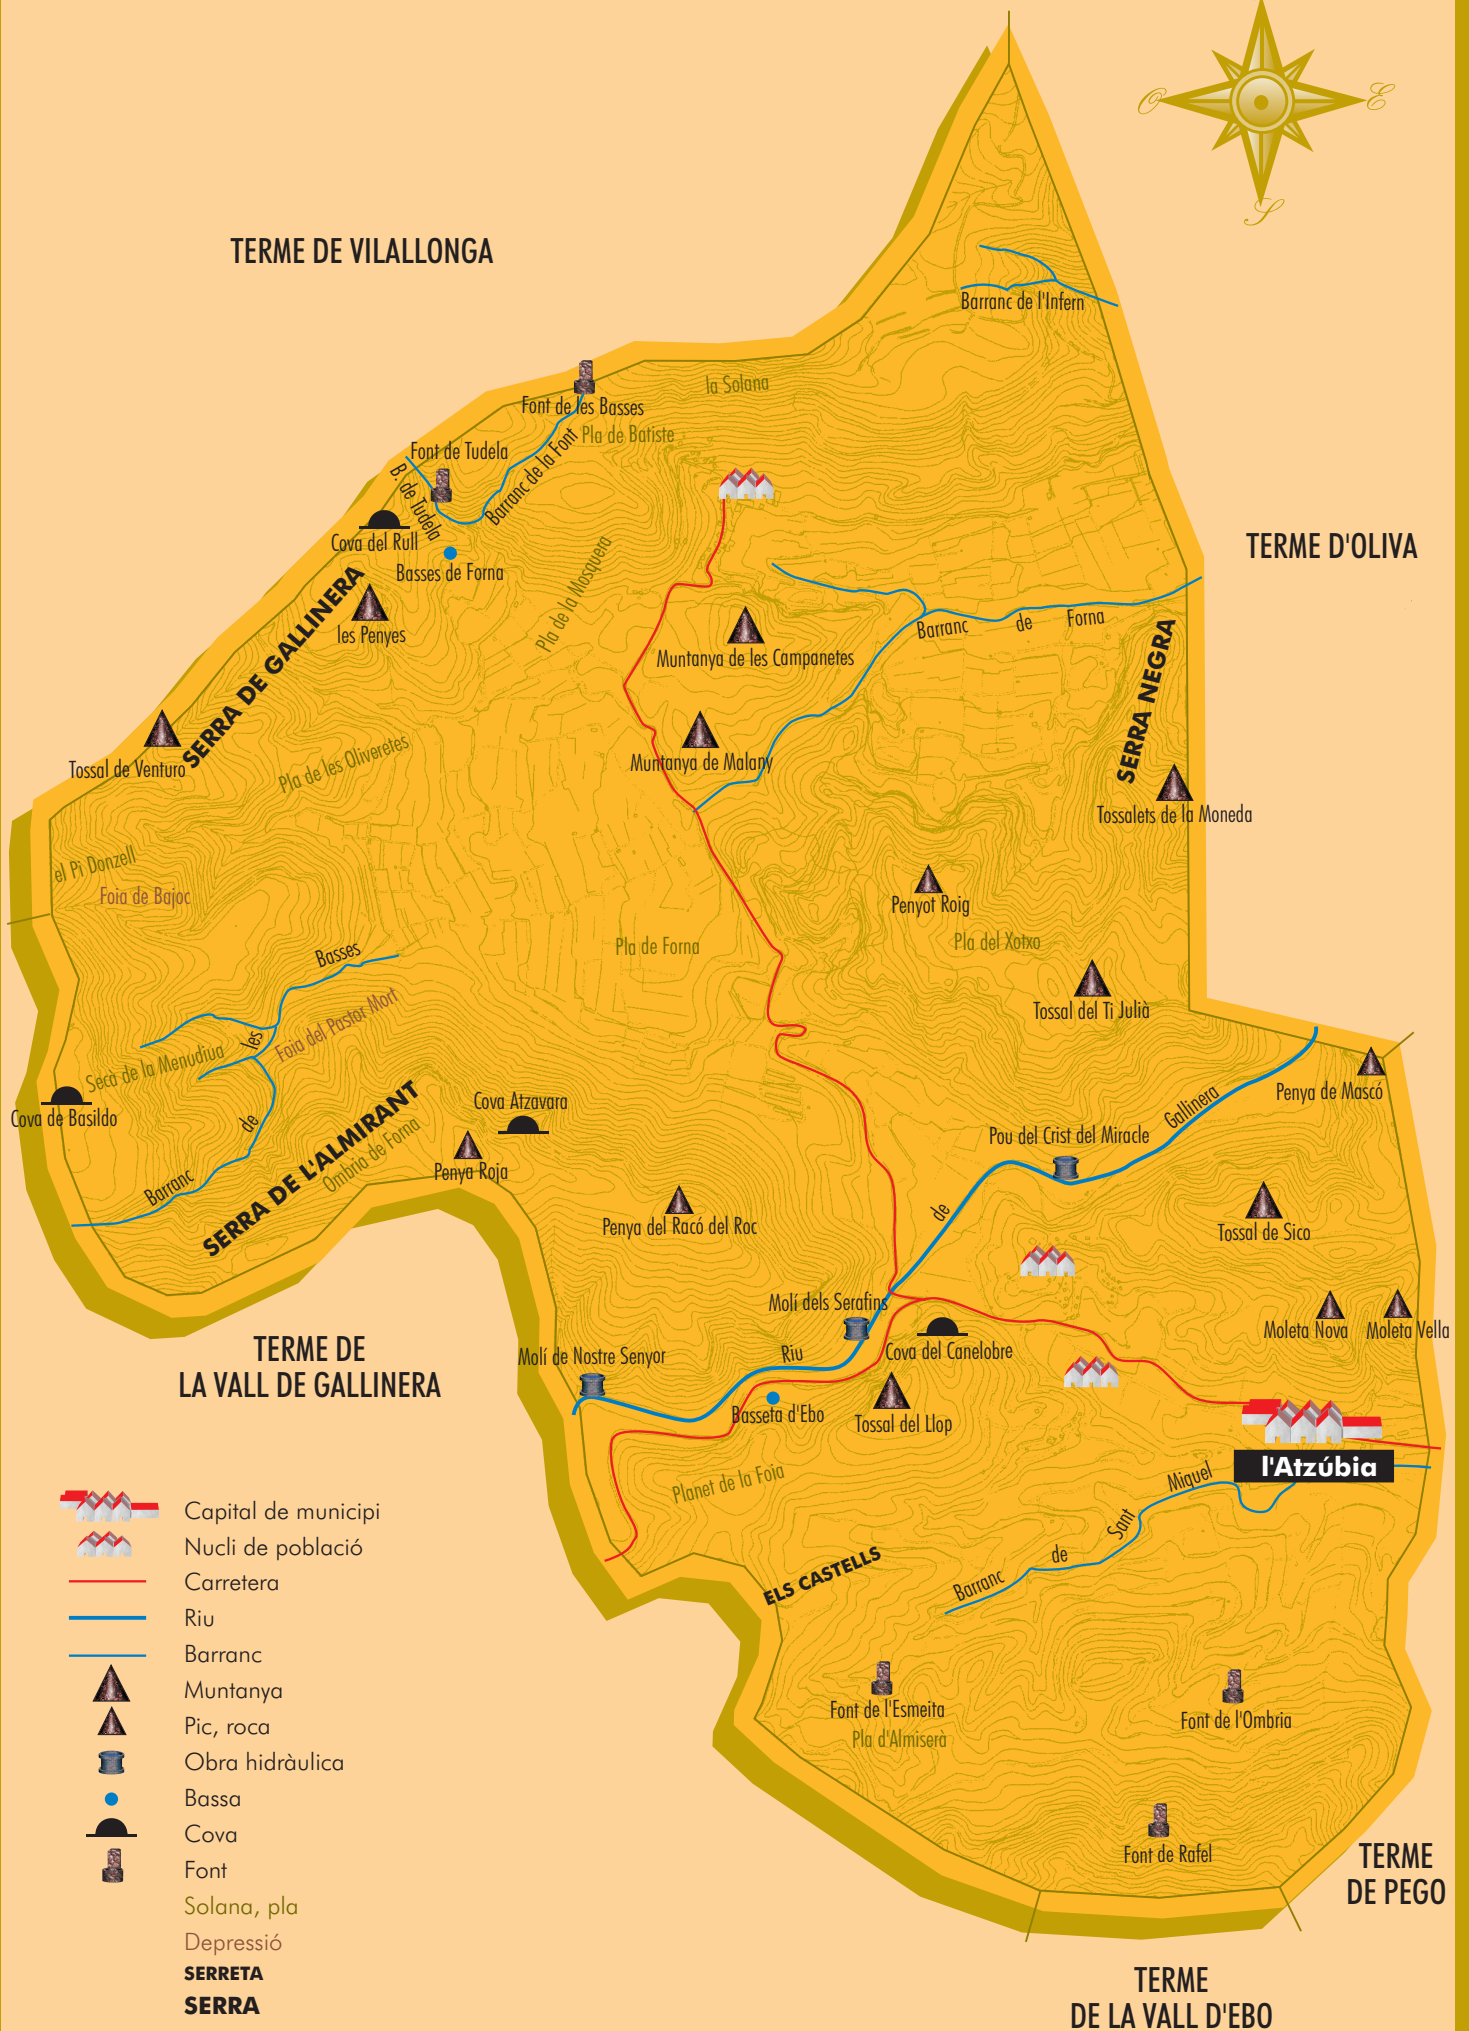 O
E
S
TERME DE VILALLONGA
Barranc de l'Infern
la Solana
Font de les Basses
Pla de Batiste
Font de Tudela
B. de Tudela
Barranc de la Font
Cova del Rull
Basses de Forna
TERME D'OLIVA
Pla de la Mosquera
SERRA DE GALLINERA
les Penyes
Barranc de Forna
Muntanya de les Campanetes
SERRA NEGRA
Tossal de Venturo
Pla de les Oliveretes
Muntanya de Malany
Tossalets de la Moneda
el Pi Donzell
Foia de Bajoc
Penyot Roig
Pla de Forna
Pla del Xotxo
Barranc de les Basses
Foia del Pastor Mort
Tossal del Ti Julià
Secà de la Menudiua
Cova de Basildo
SERRA DE L'ALMIRANT
Ombria de Forna
Cova Atzavara
Penya Roja
Penya de Mascó
Pou del Crist del Miracle
Riu de Gallinera
Penya del Racó del Roc
Tossal de Sico
Molí dels Serafins
Moleta Nova
Moleta Vella
Cova del Canelobre
Molí de Nostre Senyor
TERME DE
LA VALL DE GALLINERA
Basseta d'Ebo
Tossal del Llop
l'Atzúbia
Planet de la Foia
Barranc de Sant Miquel
ELS CASTELLS
Font de l'Esmeita
Pla d'Almiserà
Font de l'Ombria
Font de Rafel
TERME
DE PEGO
TERME
DE LA VALL D'EBO
Capital de municipi
Nucli de població
Carretera
Riu
Barranc
Muntanya
Pic, roca
Obra hidràulica
Bassa
Cova
Font
Solana, pla
Depressió
SERRETA
SERRA